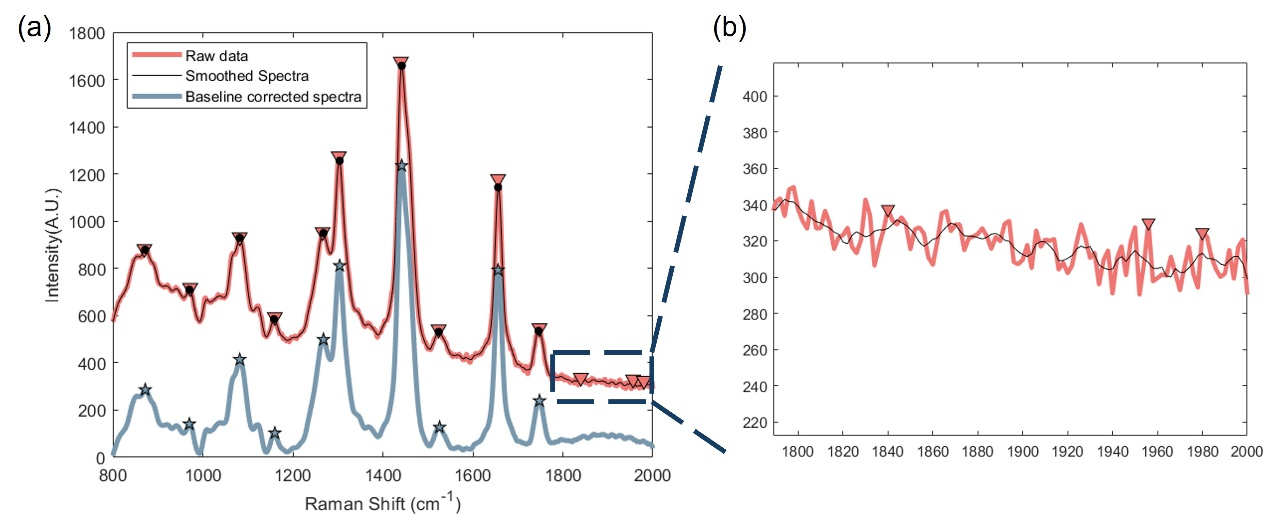 (a)
(b)
Raw data
Smoothed Spectra
Baseline corrected spectra
1800
1600
1400
1200
1000
800
600
400
200
0
Intensity(A.U.)
800 1000 1200 1400 1600 1800 2000
Raman Shift (cm-1)
400
380
360
340
320
300
280
260
240
220
1800 1820 1840 1860 1880 1900 1920 1940 1960 1980 2000